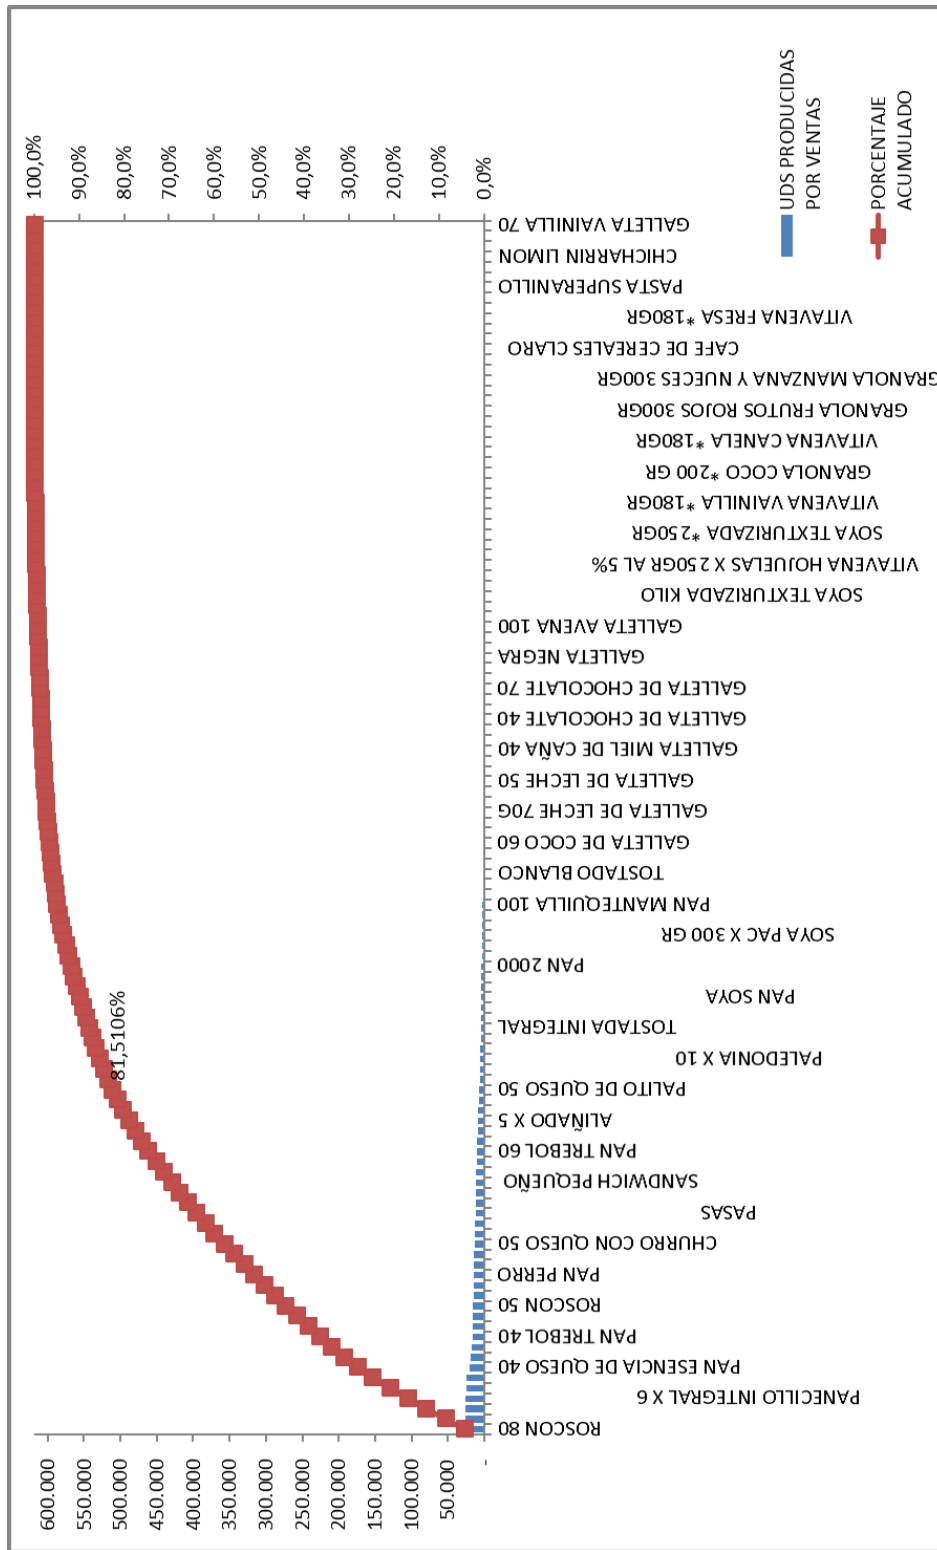 600.000
550.000
500.000
450.000
400.000
350.000
300.000
250.000
200.000
150.000
100.000
50.000
-
100,0%
90,0%
80,0%
70,0%
60,0%
50,0%
40,0%
30,0%
20,0%
10,0%
0,0%
81,5106%
ROSCON 80
PANECILLO INTEGRAL X 6
PAN ESENCIA DE QUESO 40
PAN TREBOL 40
ROSCON 50
PAN PERRO
CHURRO CON QUESO 50
PASAS
SANDWICH PEQUEÑO
PAN TREBOL 60
ALIÑADO X 5
PALITO DE QUESO 50
PALEDONIA X 10
TOSTADA INTEGRAL
PAN SOYA
PAN 2000
SOYA PAC X 300 GR
PAN MANTEQUILLA 100
TOSTADO BLANCO
GALLETA DE COCO 60
GALLETA DE LECHE 70G
GALLETA DE LECHE 50
GALLETA MIEL DE CAÑA 40
GALLETA DE CHOCOLATE 40
GALLETA DE CHOCOLATE 70
GALLETA NEGRA
GALLETA AVENA 100
SOYA TEXTURIZADA KILO
VITAVENA HOJUELAS X 250GR AL 5%
SOYA TEXTURIZADA *250GR
VITAVENA VAINILLA *180GR
GRANOLA COCO *200 GR
VITAVENA CANELA *180GR
GRANOLA FRUTOS ROJOS 300GR
GRANOLA MANZANA Y NUECES 300GR
CAFE DE CEREALES CLARO
VITAVENA FRESA *180GR
PASTA SUPERANILLO
CHICHARRIN LIMON
GALLETA VAINILLA 70
UDS PRODUCIDAS
POR VENTAS
PORCENTAJE
ACUMULADO